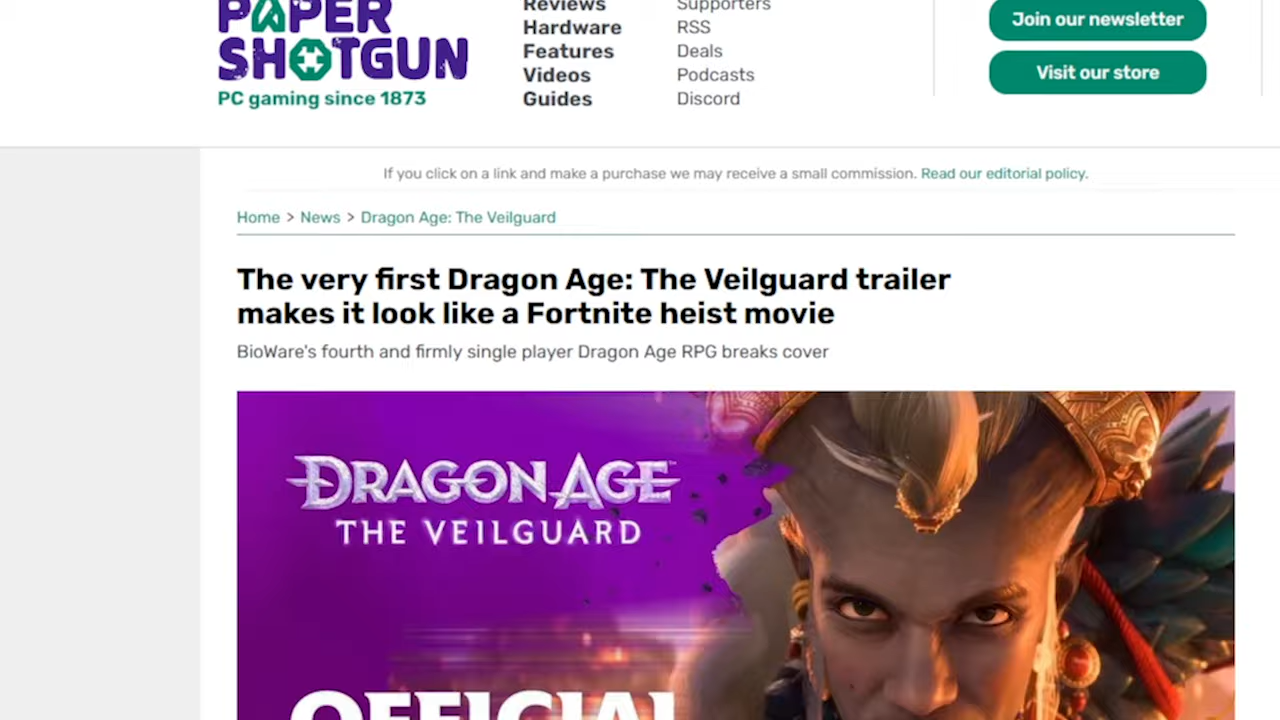 PAPER
SHOTGUN
PC gaming since 1873
Reviews
Hardware
Features
Videos
Guides
Supporters
RSS
Deals
Podcasts
Discord
Join our newsletter
Visit our store
If you click on a link and make a purchase we may receive a small commission. Read our editorial policy.
Home > News > Dragon Age: The Veilguard
The very first Dragon Age: The Veilguard trailer
makes it look like a Fortnite heist movie
BioWare's fourth and firmly single player Dragon Age RPG breaks cover
DRAGON AGE
THE VEILGUARD
OFFICIAL